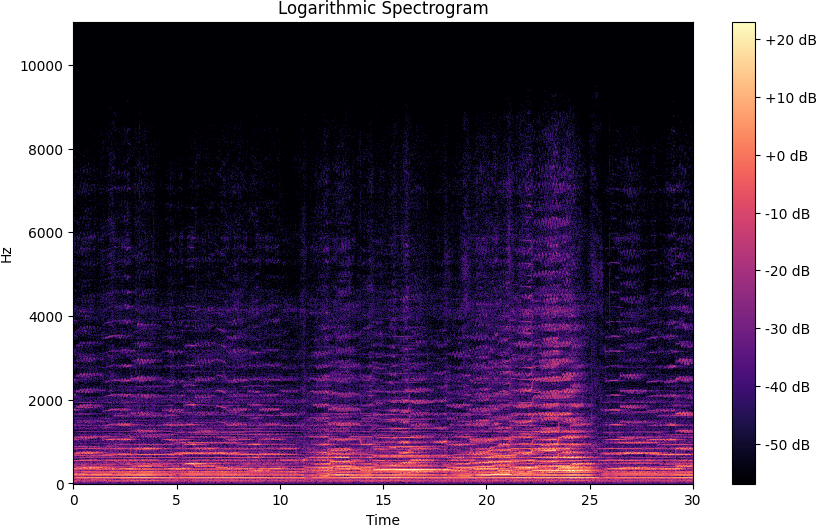 Logarithmic Spectrogram
10000
8000
6000
4000
2000
0
Hz
0 5 10 15 20 25 30
Time
+20 dB
+10 dB
+0 dB
-10 dB
-20 dB
-30 dB
-40 dB
-50 dB